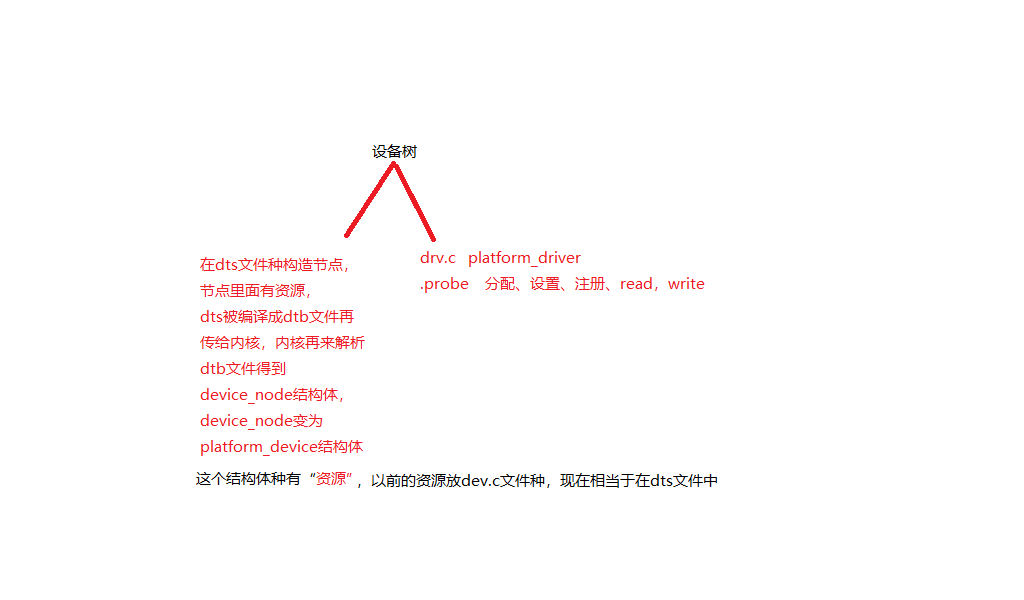 设备树
在dts文件种构造节点，
节点里面有资源，
dts被编译成dtb文件再
传给内核，内核再来解析
dtb文件得到
device_node结构体，
device_node变为
platform_device结构体
drv.c platform_driver
.probe 分配、设置、注册、read，write
这个结构体种有“资源”，以前的资源放dev.c文件种，现在相当于在dts文件中